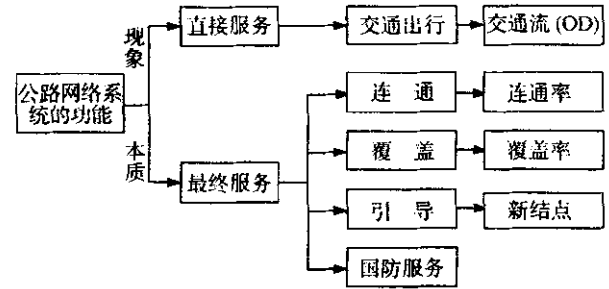 现象
直接服务
交通出行
交通流(OD)
公路网络系
统的功能
本质
最终服务
连通
连通率
覆盖
覆盖率
引导
新结点
国防服务